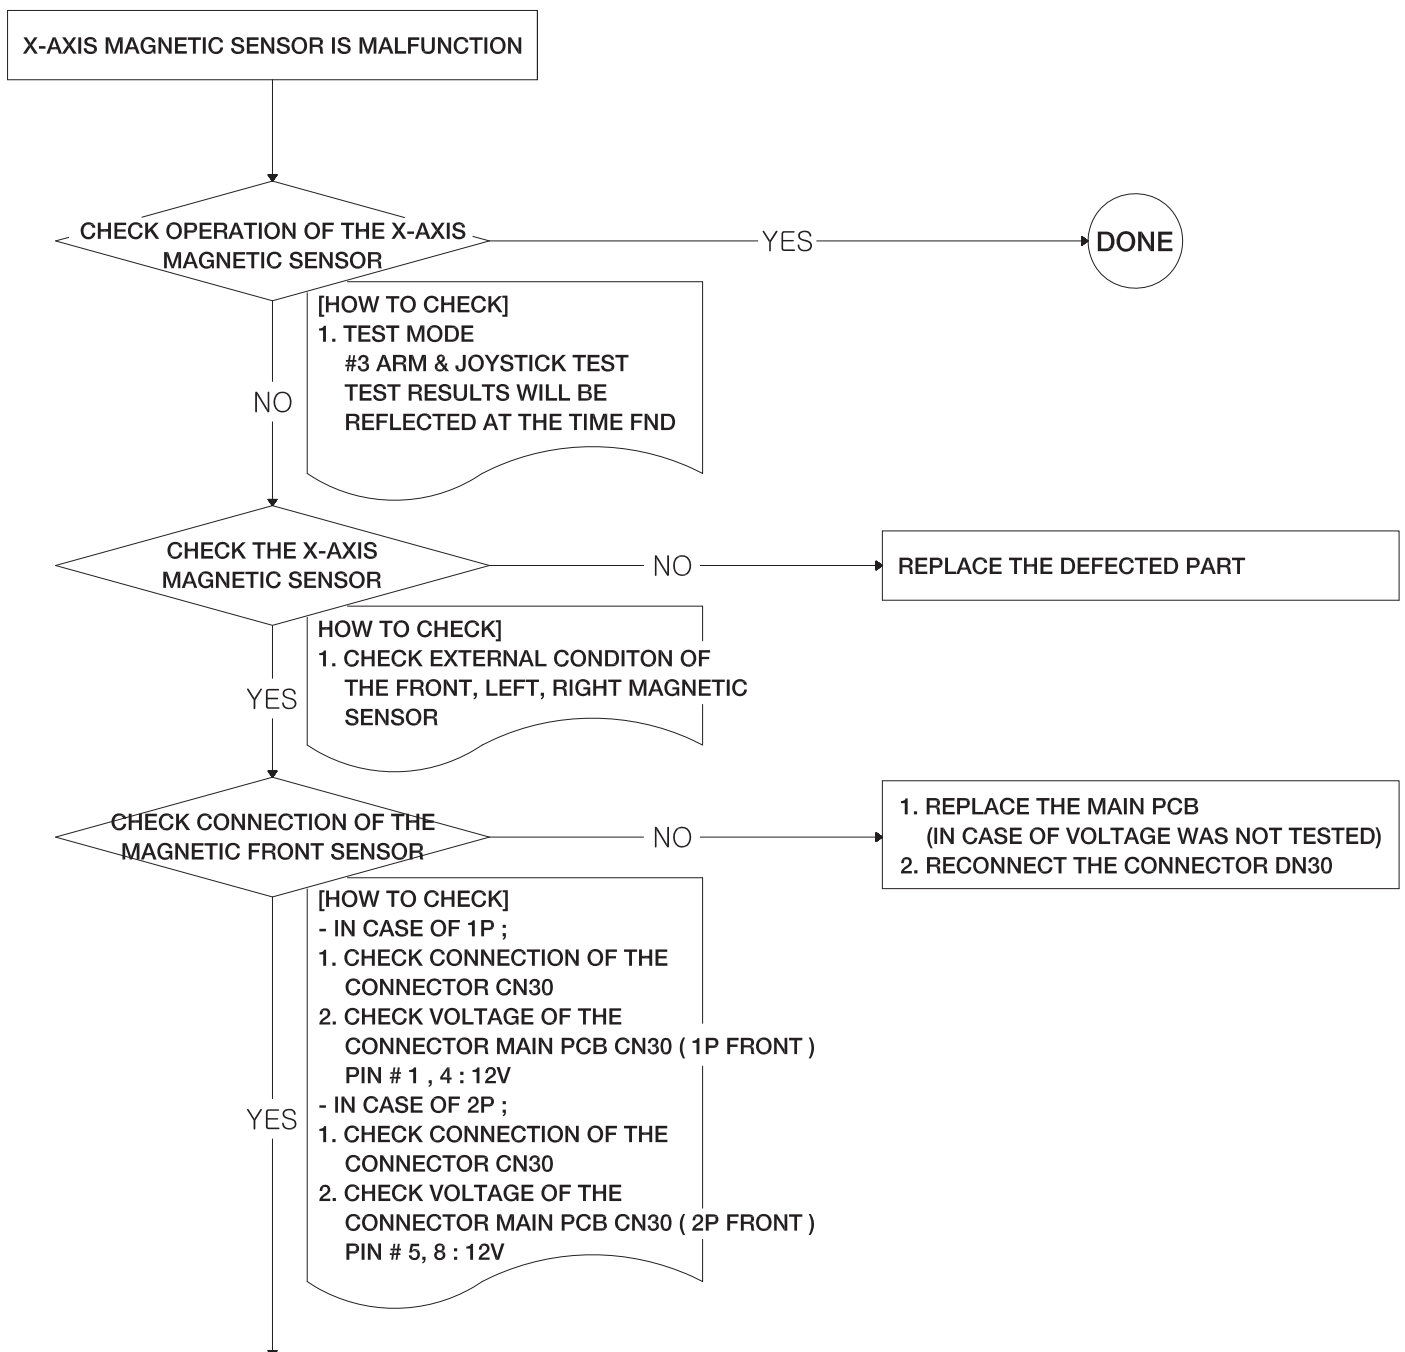 X-AXIS MAGNETIC SENSOR IS MALFUNCTION
CHECK OPERATION OF THE X-AXIS
MAGNETIC SENSOR
YES
DONE
[HOW TO CHECK]
1. TEST MODE
#3 ARM & JOYSTICK TEST
TEST RESULTS WILL BE
REFLECTED AT THE TIME FND
NO
CHECK THE X-AXIS
MAGNETIC SENSOR
NO
REPLACE THE DEFECTED PART
HOW TO CHECK]
1. CHECK EXTERNAL CONDITON OF
THE FRONT, LEFT, RIGHT MAGNETIC
SENSOR
YES
CHECK CONNECTION OF THE
MAGNETIC FRONT SENSOR
NO
1. REPLACE THE MAIN PCB
(IN CASE OF VOLTAGE WAS NOT TESTED)
2. RECONNECT THE CONNECTOR DN30
[HOW TO CHECK]
- IN CASE OF 1P ;
1. CHECK CONNECTION OF THE
CONNECTOR CN30
2. CHECK VOLTAGE OF THE
CONNECTOR MAIN PCB CN30 ( 1P FRONT )
PIN # 1 , 4 : 12V
- IN CASE OF 2P ;
1. CHECK CONNECTION OF THE
CONNECTOR CN30
2. CHECK VOLTAGE OF THE
CONNECTOR MAIN PCB CN30 ( 2P FRONT )
PIN # 5, 8 : 12V
YES